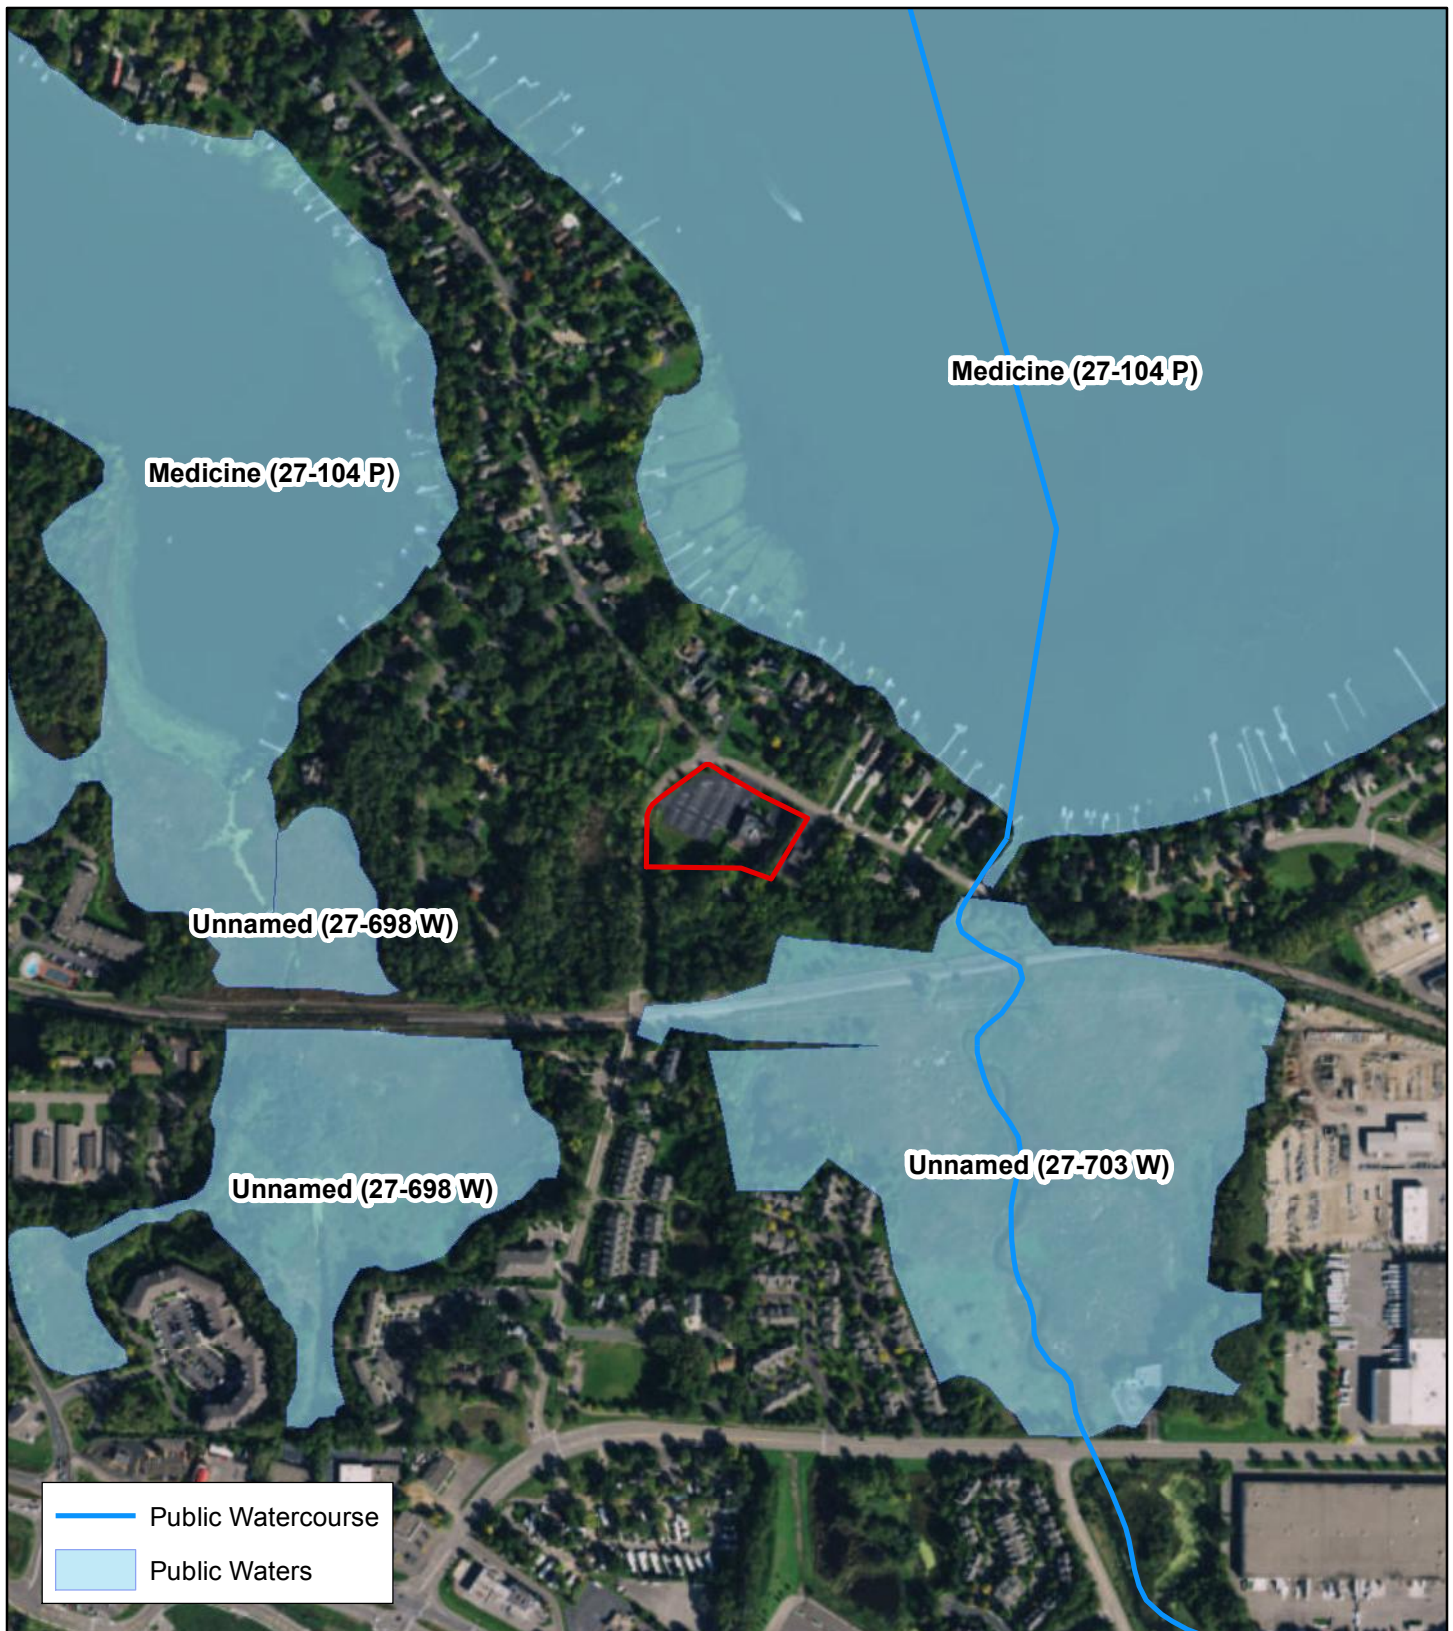 Medicine (27-104 P)
Medicine (27-104 P)
Unnamed (27-698 W)
Unnamed (27-703 W)
Unnamed (27-698 W)
Public Watercourse
Public Waters